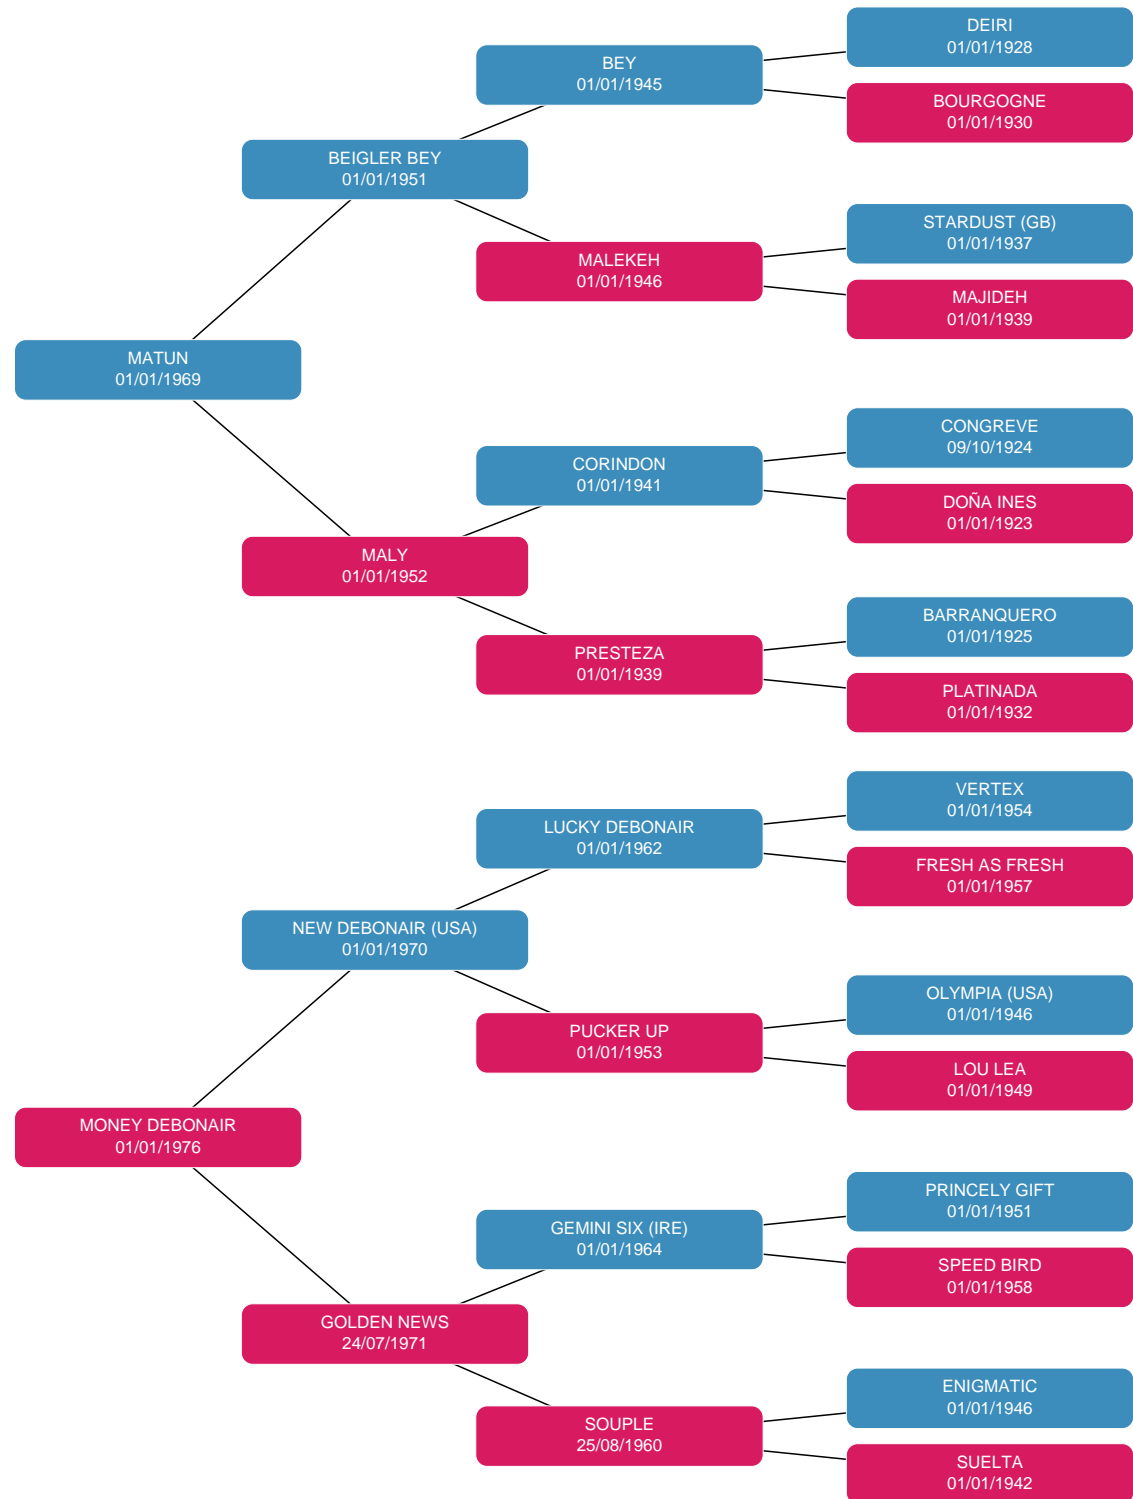 DEIRI
01/01/1928
BEY
01/01/1945
BOURGOGNE
01/01/1930
BEIGLER BEY
01/01/1951
STARDUST (GB)
01/01/1937
MALEKEH
01/01/1946
MAJIDEH
01/01/1939
MATUN
01/01/1969
CONGREVE
09/10/1924
CORINDON
01/01/1941
DOÑA INES
01/01/1923
MALY
01/01/1952
BARRANQUERO
01/01/1925
PRESTEZA
01/01/1939
PLATINADA
01/01/1932
VERTEX
01/01/1954
LUCKY DEBONAIR
01/01/1962
FRESH AS FRESH
01/01/1957
NEW DEBONAIR (USA)
01/01/1970
OLYMPIA (USA)
01/01/1946
PUCKER UP
01/01/1953
LOU LEA
01/01/1949
MONEY DEBONAIR
01/01/1976
PRINCELY GIFT
01/01/1951
GEMINI SIX (IRE)
01/01/1964
SPEED BIRD
01/01/1958
GOLDEN NEWS
24/07/1971
ENIGMATIC
01/01/1946
SOUPLE
25/08/1960
SUELTA
01/01/1942